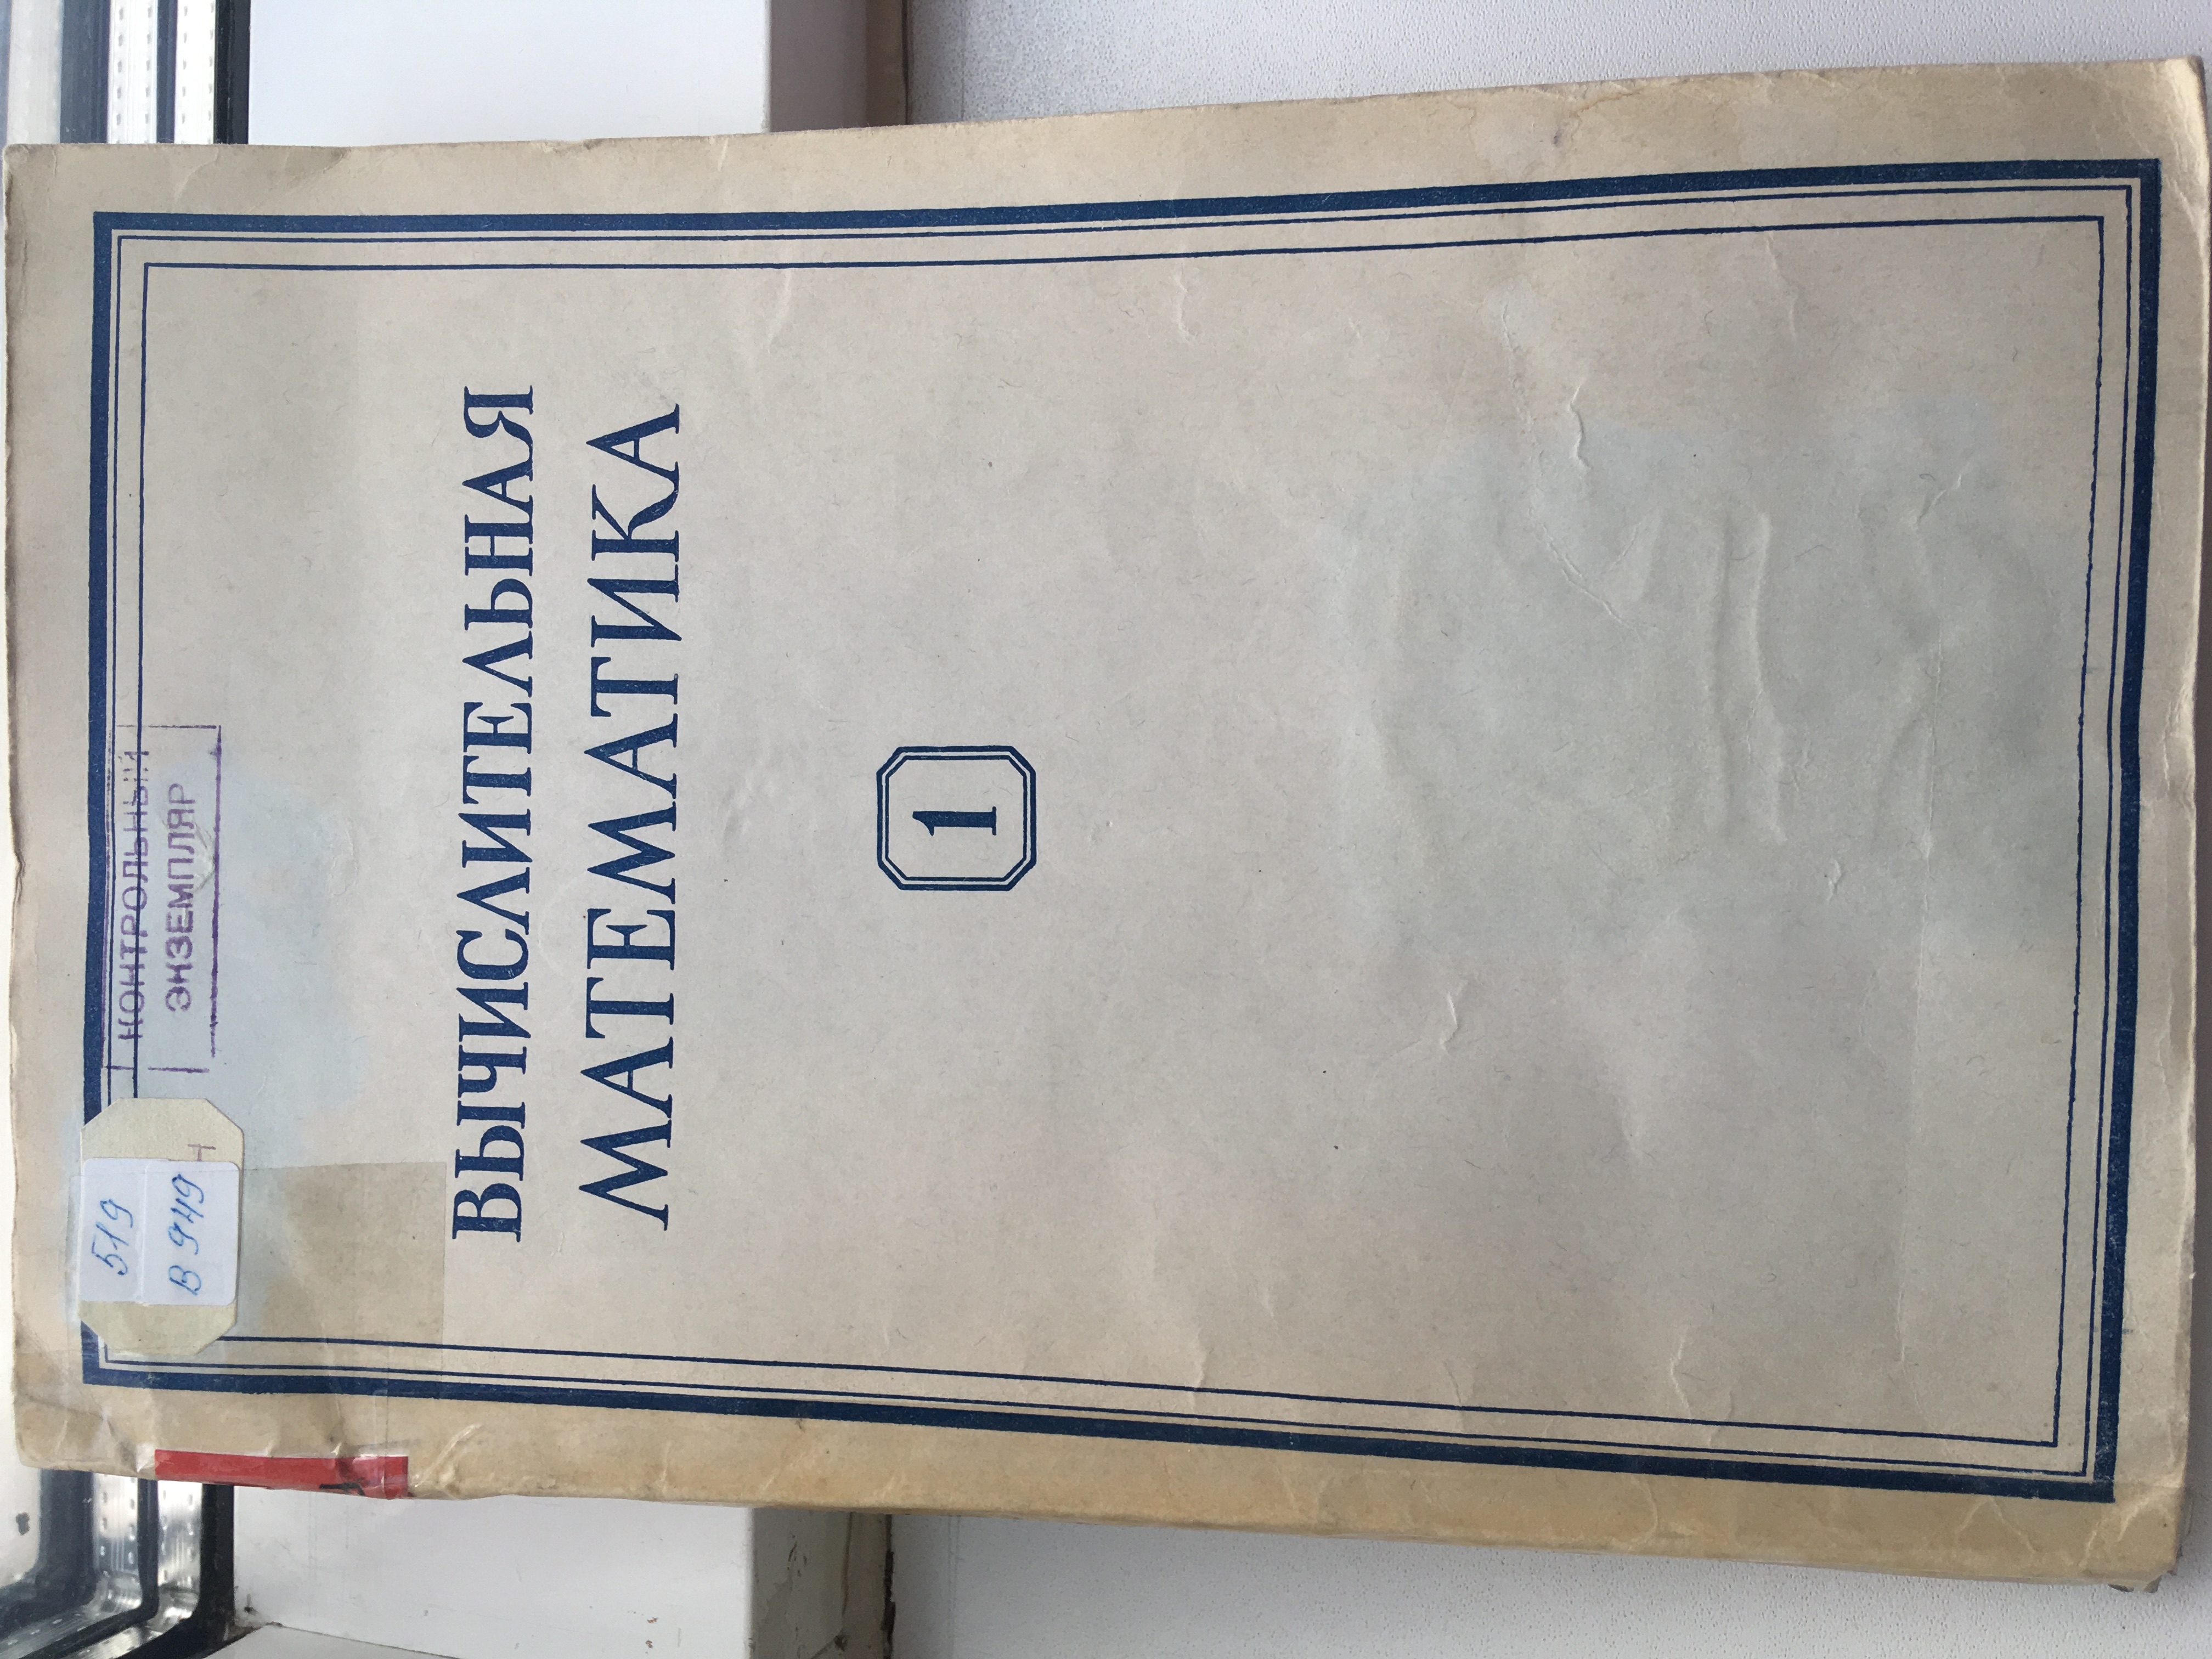 КОНТРОЛЬНЫЙ
ЭКЗЕМПЛЯР
519
В 949
ВЫЧИСЛИТЕЛЬНАЯ
МАТЕМАТИКА
1